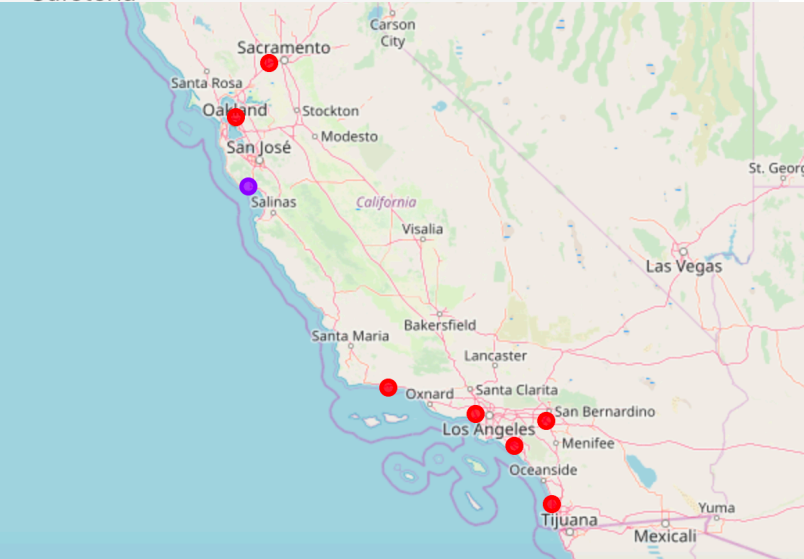 Carson
City
Sacramento
Santa Rosa
Oakland
Stockton
Modesto
San José
St. Georg
Salinas
California
Visalia
Las Vegas
Bakersfield
Santa Maria
Lancaster
Oxnard
Santa Clarita
San Bernardino
Los Angeles
Menifee
Oceanside
Yuma
Tijuana
Mexicali